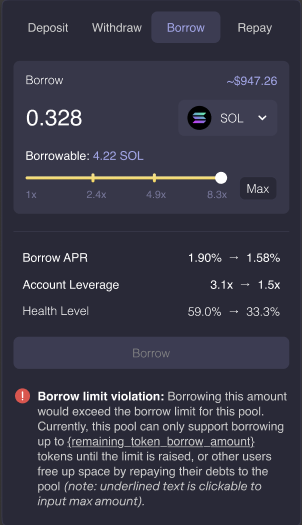 Deposit Withdraw Borrow Repay
Borrow ~$947.26
0.328 SOL
Borrowable: 4.22 SOL
1x 2.4x 4.9x 8.3x Max
Borrow APR 1.90% → 1.58%
Account Leverage 3.1x → 1.5x
Health Level 59.0% → 33.3%
Borrow
! Borrow limit violation: Borrowing this amount
would exceed the borrow limit for this pool.
Currently, this pool can only support borrowing
up to {remaining_token_borrow_amount}
tokens until the limit is raised, or other users
free up space by repaying their debts to the
pool (note: underlined text is clickable to
input max amount).